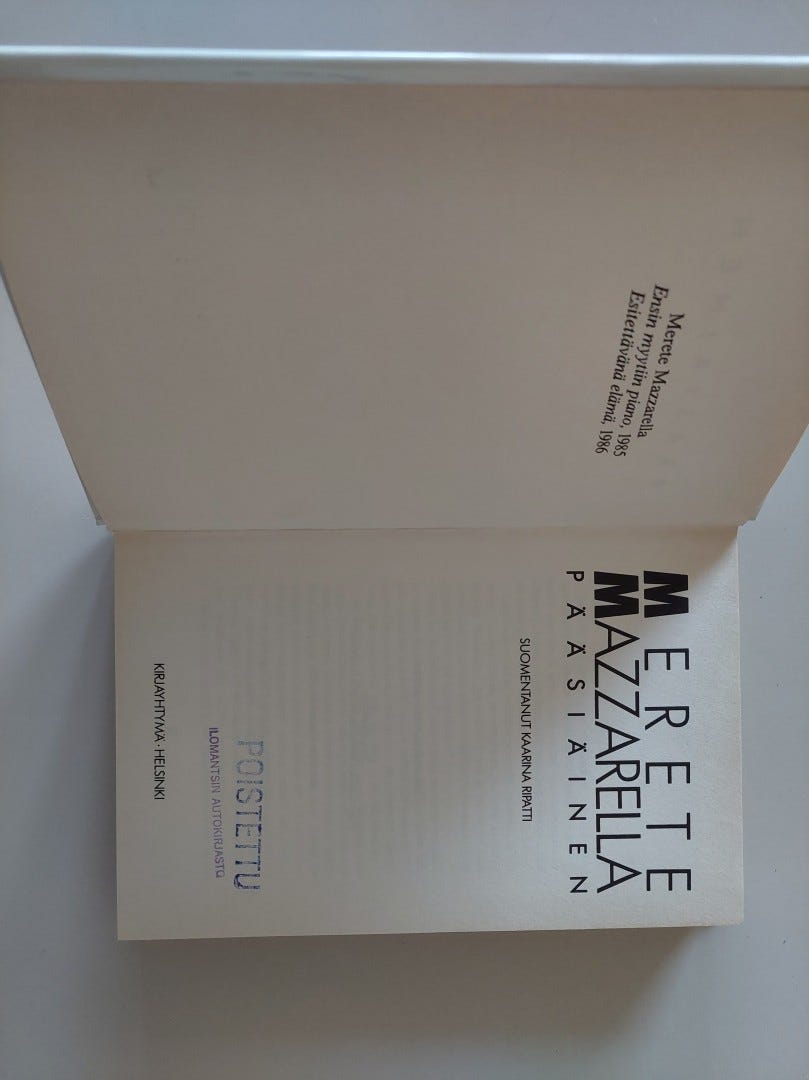 Merete Mazzarella
Ensin myytiin piano, 1985
Esitettävänä elämä, 1986
MERETE
MAZZARELLA
PÄÄSIÄINEN
SUOMENTANUT KAARINA RIPATTI
POISTETTU
ILOMANTSIN AUTOKIRJASTO
KIRJAYHTYMÄ · HELSINKI